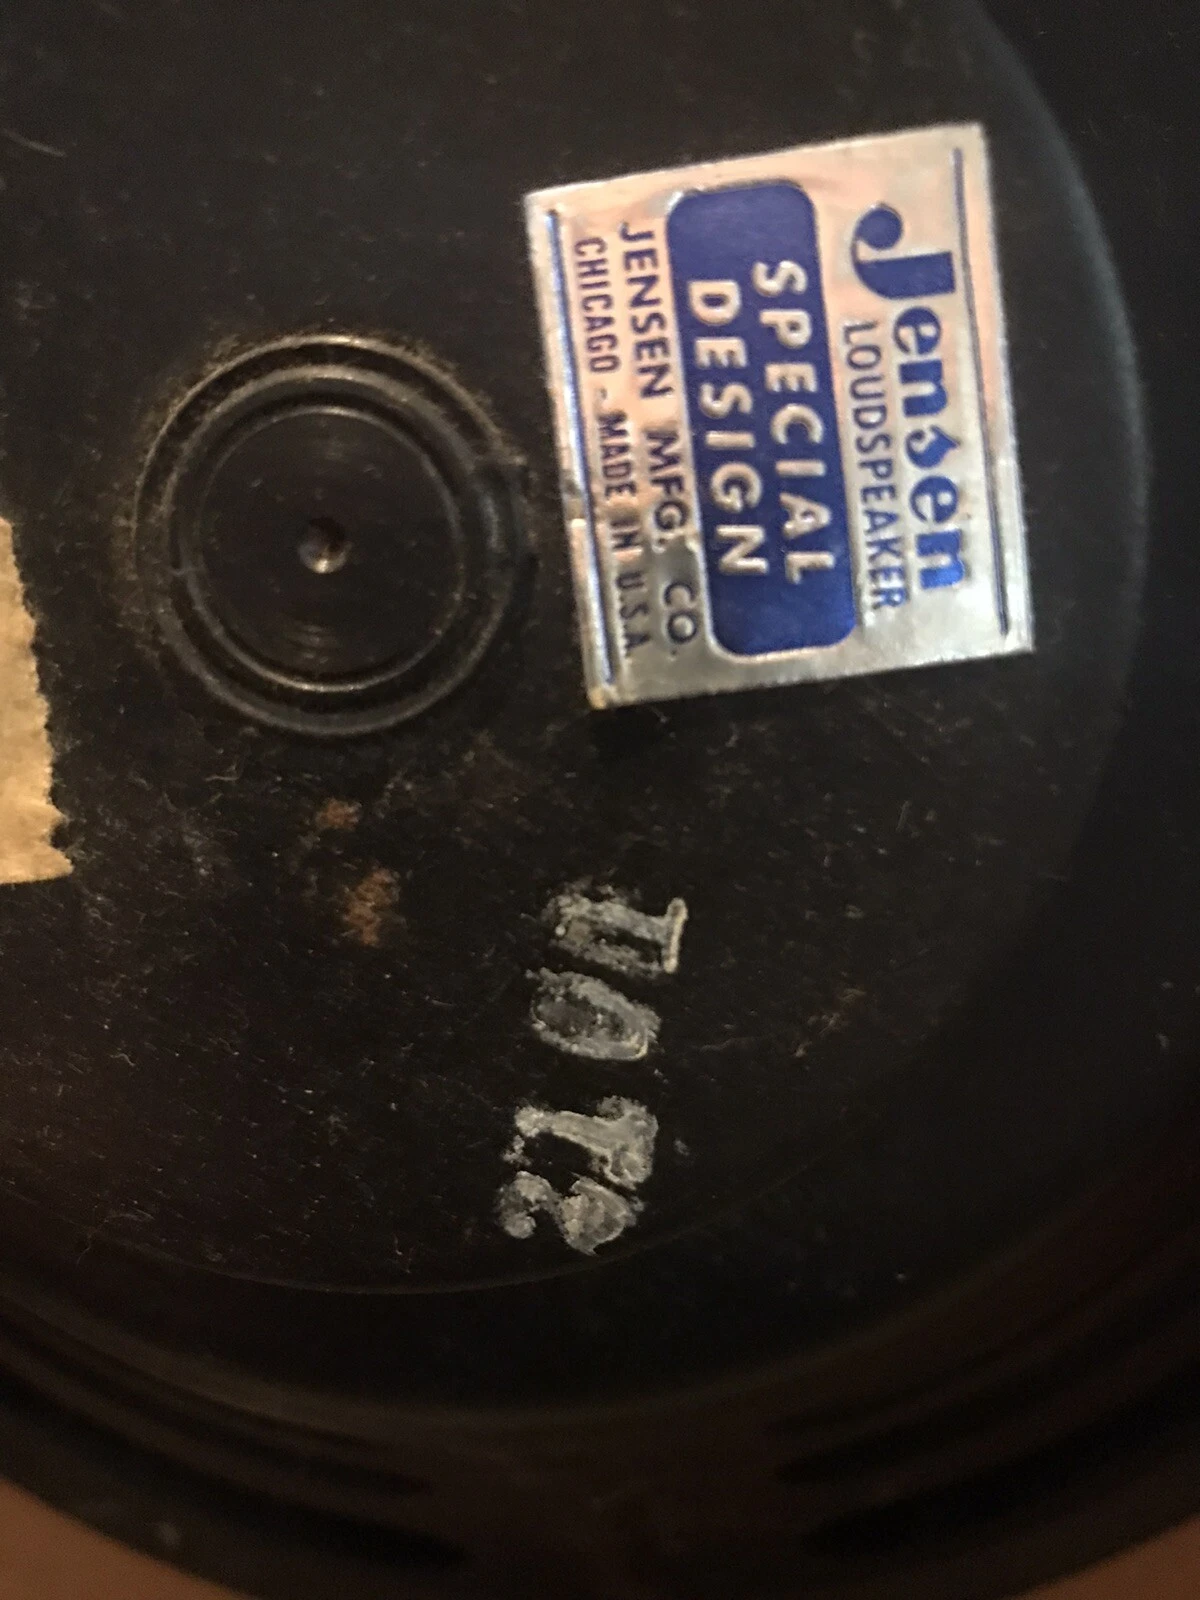 Jensen
LOUDSPEAKER
SPECIAL
DESIGN
JENSEN MFG. CO.
CHICAGO - MADE IN U.S.A.